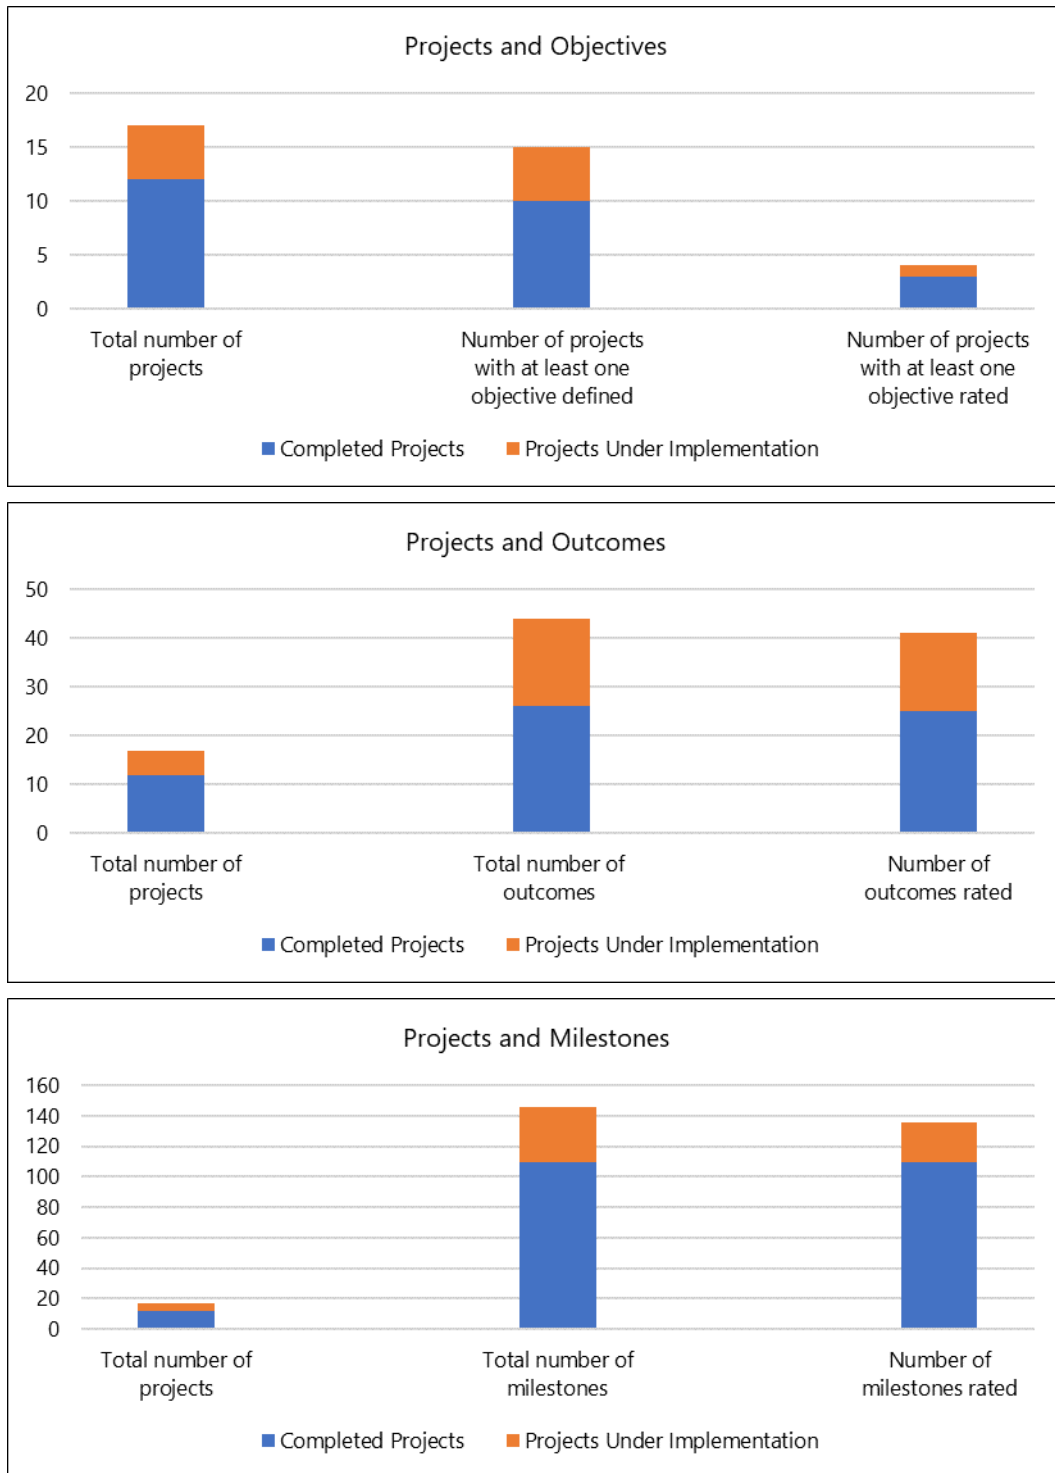 Projects and Objectives
20
15
10
5
0
Total number of
projects
Number of projects
with at least one
objective defined
Number of projects
with at least one
objective rated
Completed Projects
Projects Under Implementation
Projects and Outcomes
50
40
30
20
10
0
Total number of
projects
Total number of
outcomes
Number of
outcomes rated
Completed Projects
Projects Under Implementation
Projects and Milestones
160
140
120
100
80
60
40
20
0
Total number of
projects
Total number of
milestones
Number of
milestones rated
Completed Projects
Projects Under Implementation